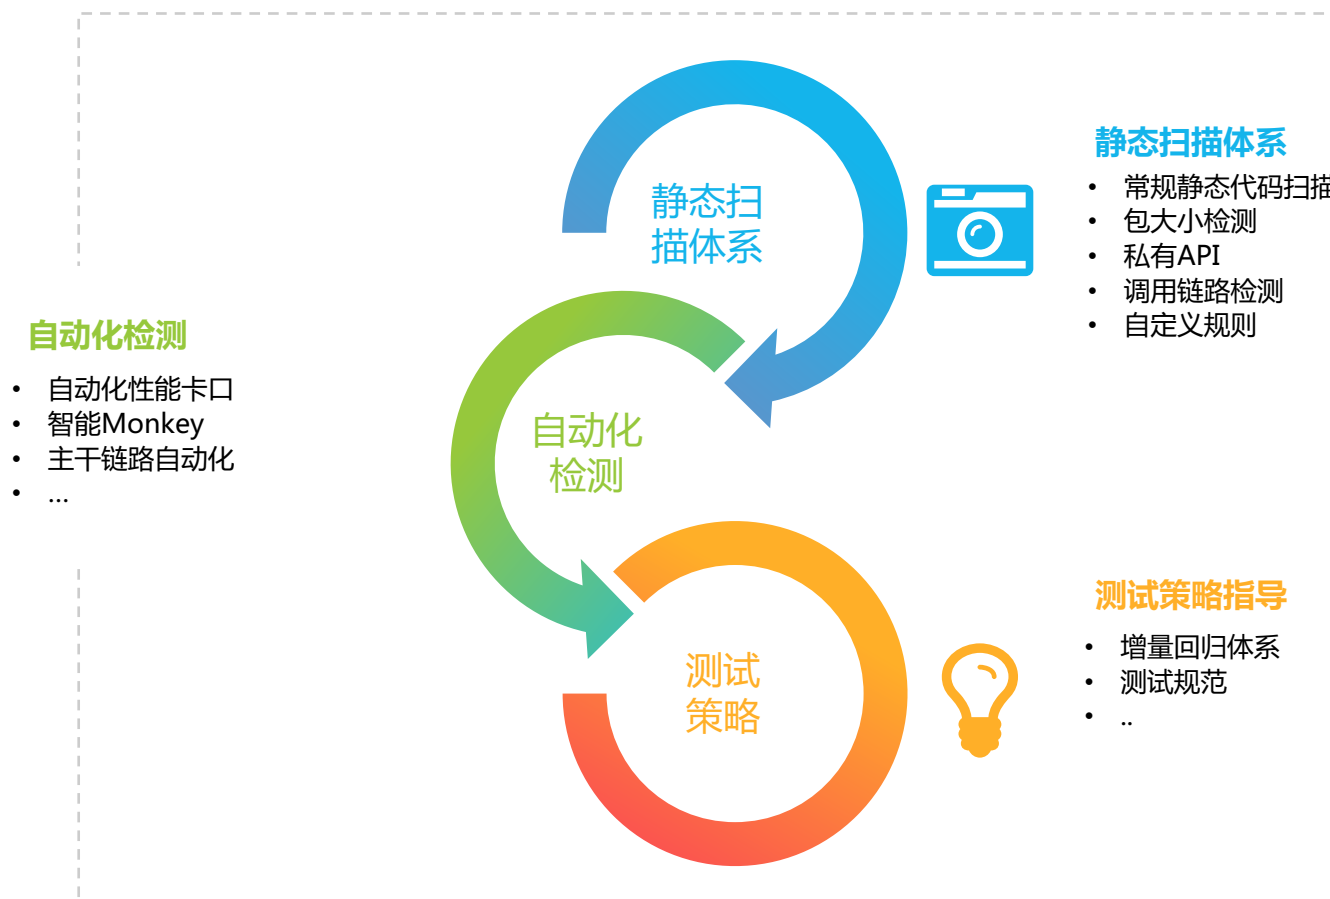 静态扫
描体系
静态扫描体系
• 常规静态代码扫描
• 包大小检测
• 私有API
• 调用链路检测
• 自定义规则
自动化检测
• 自动化性能卡口
• 智能Monkey
• 主干链路自动化
• ...
自动化
检测
测试
策略
测试策略指导
• 增量回归体系
• 测试规范
• ..